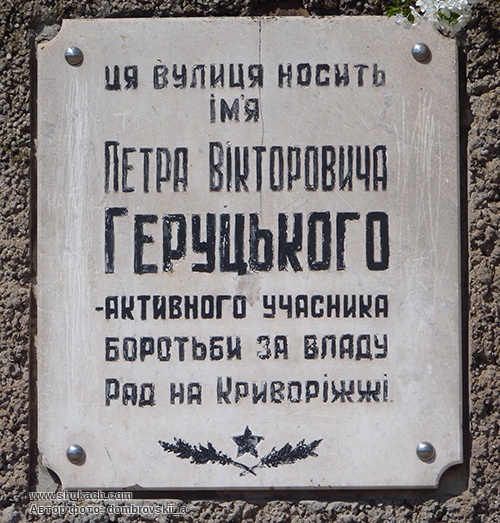 ця вулиця носить
ім'я
Петра Вікторовича
Геруцького
-активного учасника
боротьби за владу
Рад на Криворіжжі
www.shukach.com
Автор фото: dombrovskii_a